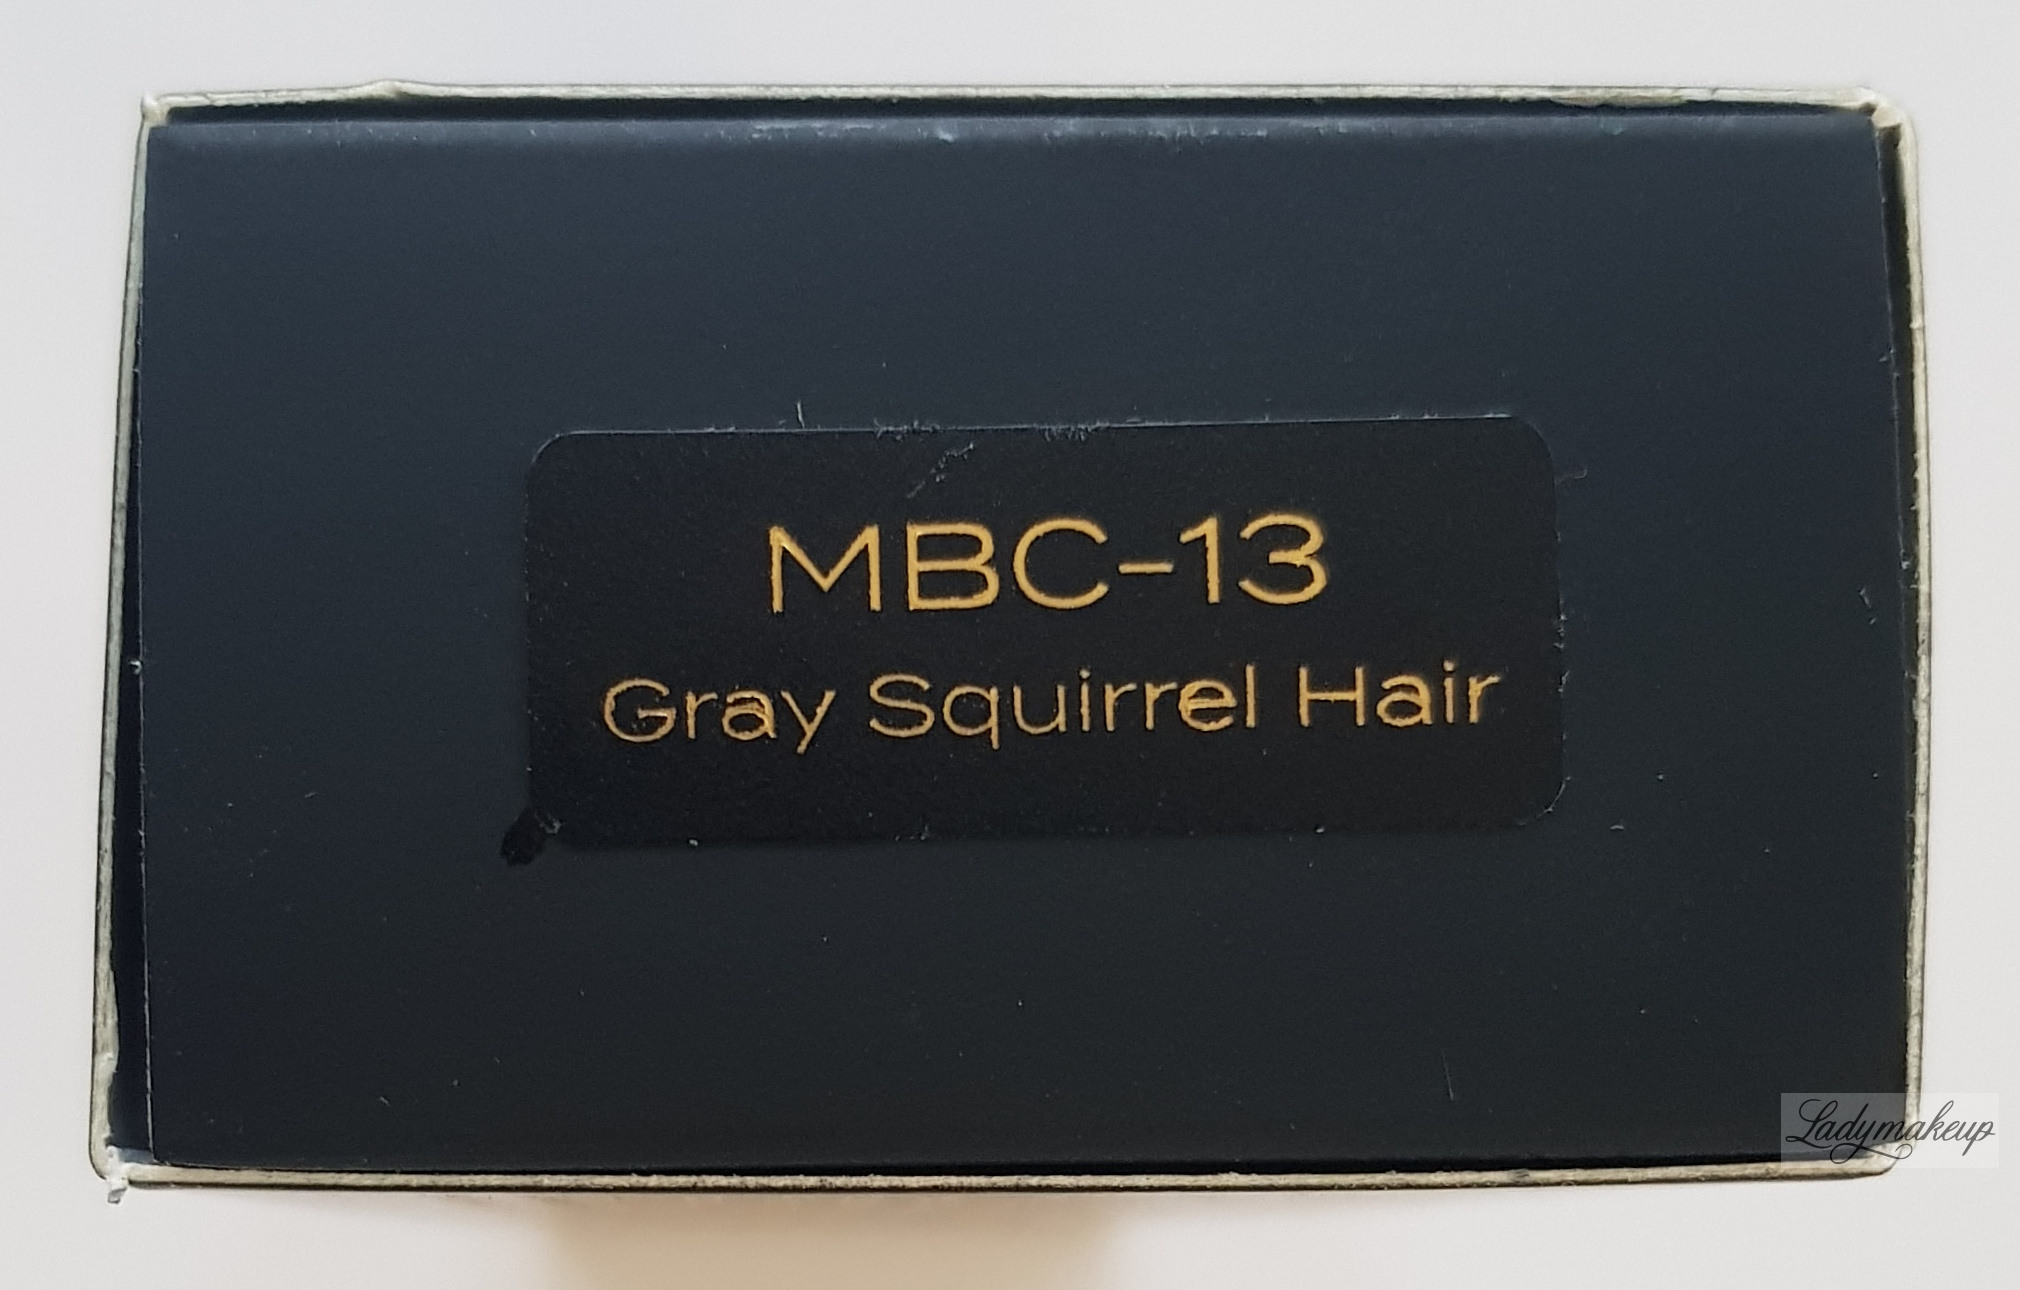 MBC-13
Gray Squirrel Hair
Ladymakeup